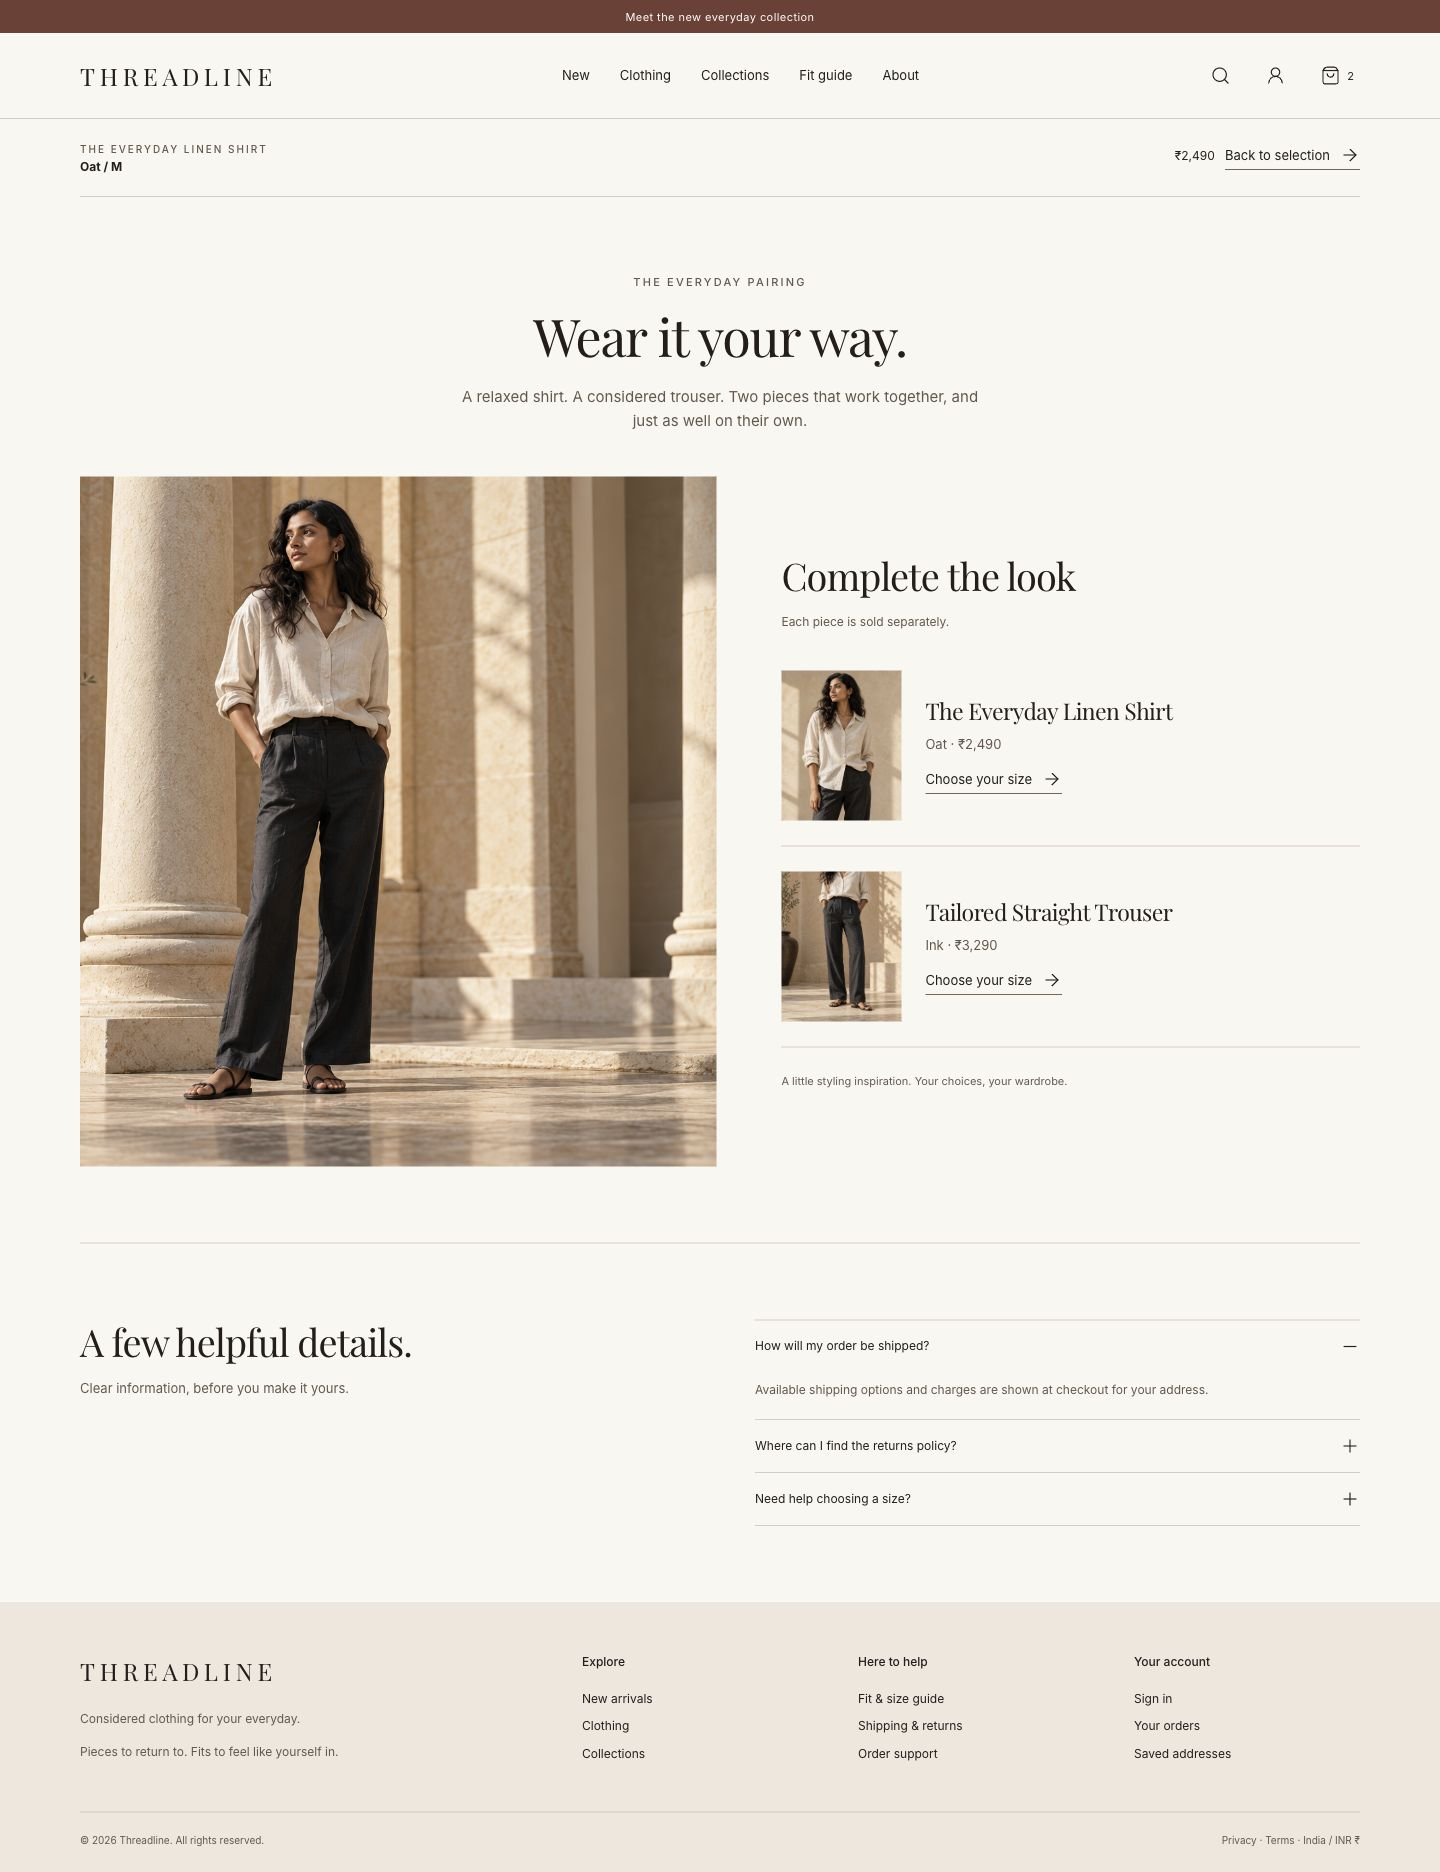 Meet the new everyday collection
THREADLINE
New
Clothing
Collections
Fit guide
About
2
THE EVERYDAY LINEN SHIRT
Oat / M
₹2,490
Back to selection
THE EVERYDAY PAIRING
Wear it your way.
A relaxed shirt. A considered trouser. Two pieces that work together, and
just as well on their own.
Complete the look
Each piece is sold separately.
The Everyday Linen Shirt
Oat · ₹2,490
Choose your size
Tailored Straight Trouser
Ink · ₹3,290
Choose your size
A little styling inspiration. Your choices, your wardrobe.
A few helpful details.
Clear information, before you make it yours.
How will my order be shipped?
Available shipping options and charges are shown at checkout for your address.
Where can I find the returns policy?
Need help choosing a size?
THREADLINE
Considered clothing for your everyday.
Pieces to return to. Fits to feel like yourself in.
Explore
New arrivals
Clothing
Collections
Here to help
Fit & size guide
Shipping & returns
Order support
Your account
Sign in
Your orders
Saved addresses
© 2026 Threadline. All rights reserved.
Privacy · Terms · India / INR ₹